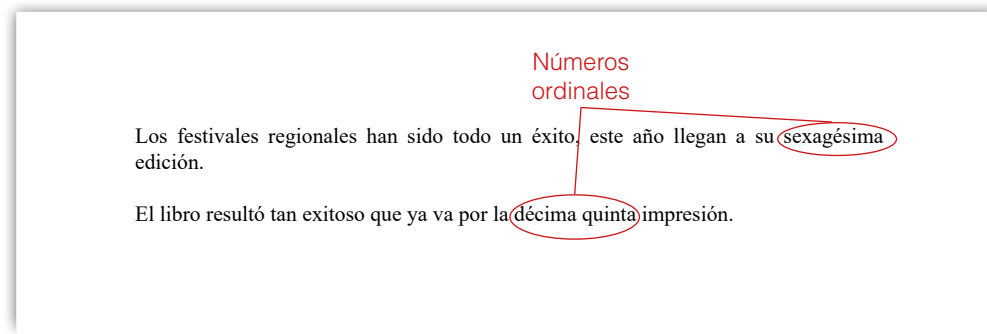 Números
ordinales
Los festivales regionales han sido todo un éxito, este año llegan a su sexagésima
edición.
El libro resultó tan exitoso que ya va por la décima quinta impresión.